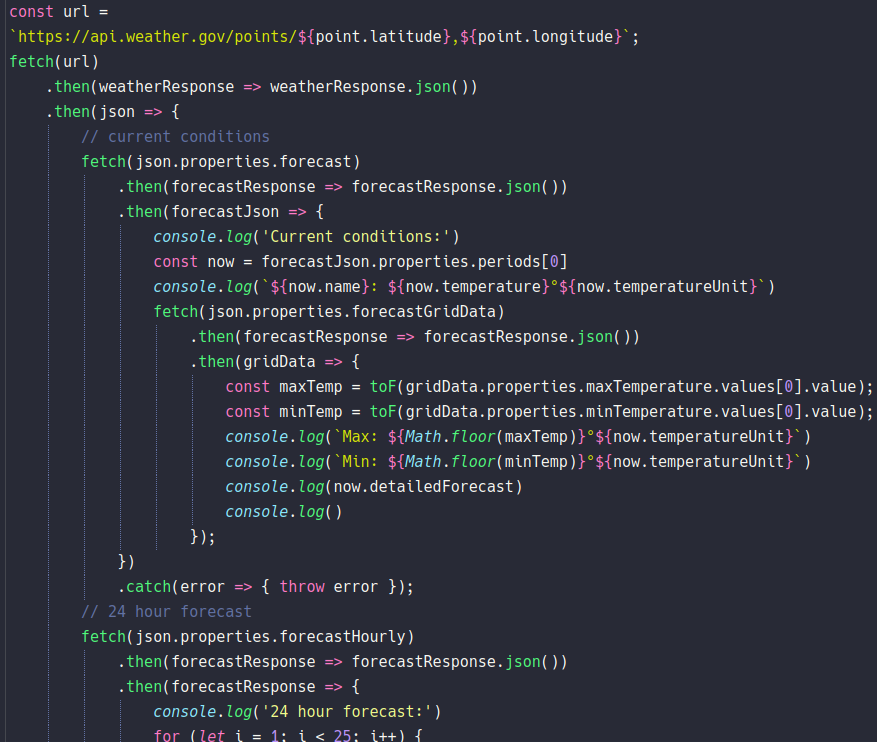 const url =
`https://api.weather.gov/points/${point.latitude},${point.longitude}`;
fetch(url)
    .then(weatherResponse => weatherResponse.json())
    .then(json => {
        // current conditions
        fetch(json.properties.forecast)
            .then(forecastResponse => forecastResponse.json())
            .then(forecastJson => {
                console.log('Current conditions:')
                const now = forecastJson.properties.periods[0]
                console.log(`${now.name}: ${now.temperature}°${now.temperatureUnit}`)
                fetch(json.properties.forecastGridData)
                    .then(forecastResponse => forecastResponse.json())
                    .then(gridData => {
                        const maxTemp = toF(gridData.properties.maxTemperature.values[0].value);
                        const minTemp = toF(gridData.properties.minTemperature.values[0].value);
                        console.log(`Max: ${Math.floor(maxTemp)}°${now.temperatureUnit}`)
                        console.log(`Min: ${Math.floor(minTemp)}°${now.temperatureUnit}`)
                        console.log(now.detailedForecast)
                        console.log()
                    });
            })
            .catch(error => { throw error });
        // 24 hour forecast
        fetch(json.properties.forecastHourly)
            .then(forecastResponse => forecastResponse.json())
            .then(forecastResponse => {
                console.log('24 hour forecast:')
                for (let i = 1; i < 25; i++) {